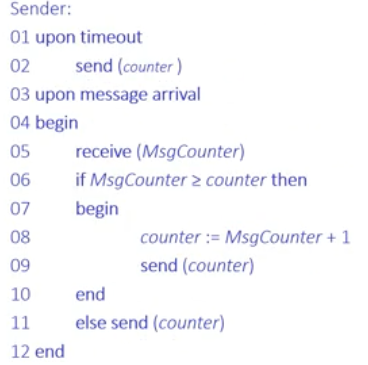 Sender:
01 upon timeout
02 send (counter )
03 upon message arrival
04 begin
05 receive (MsgCounter)
06 if MsgCounter ≥ counter then
07 begin
08 counter := MsgCounter + 1
09 send (counter)
10 end
11 else send (counter)
12 end